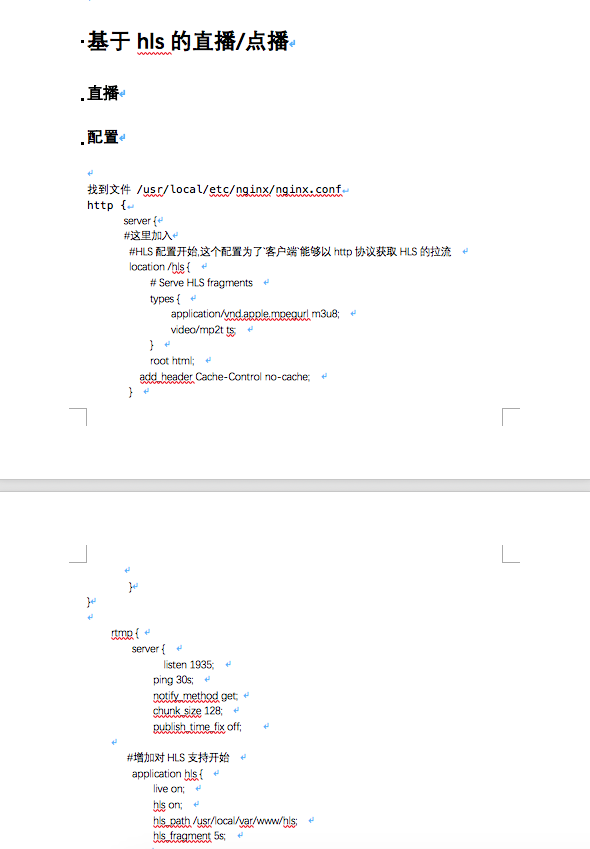 基于 hls 的直播/点播
直播
配置
找到文件 /usr/local/etc/nginx/nginx.conf
http {
server {
#这里加入
#HLS 配置开始,这个配置为了`客户端`能够以 http 协议获取 HLS 的拉流
location /hls {
# Serve HLS fragments
types {
application/vnd.apple.mpegurl m3u8;
video/mp2t ts;
}
root html;
add_header Cache-Control no-cache;
}
}
}
rtmp {
server {
listen 1935;
ping 30s;
notify_method get;
chunk_size 128;
publish_time_fix off;
#增加对 HLS 支持开始
application hls {
live on;
hls on;
hls_path /usr/local/var/www/hls;
hls_fragment 5s;